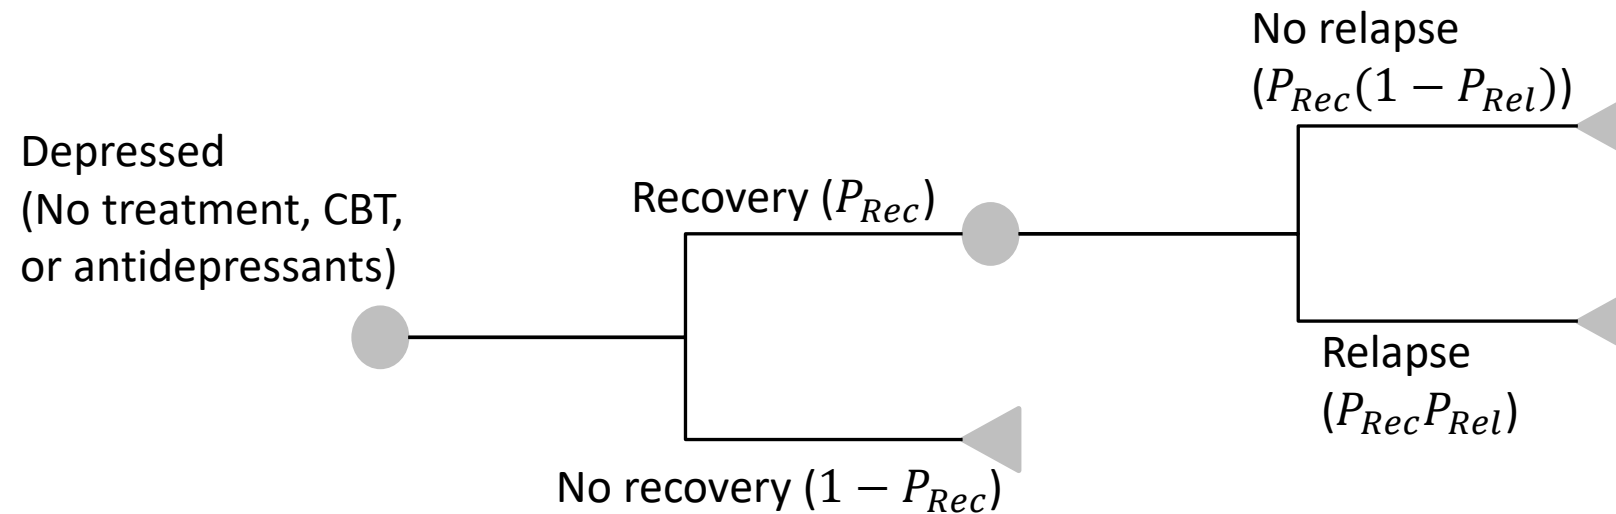 No relapse
(P_{Rec}(1 − P_{Rel}))
Depressed
(No treatment, CBT,
or antidepressants)
Recovery (P_{Rec})
Relapse
(P_{Rec}P_{Rel})
No recovery (1 − P_{Rec})